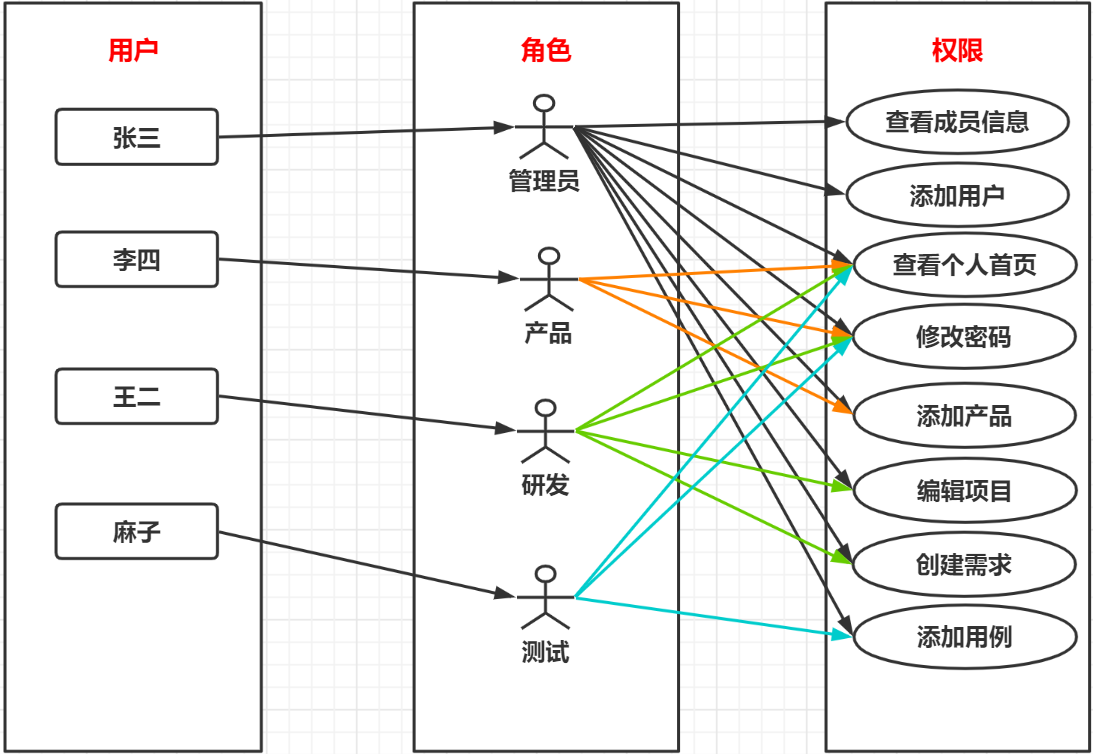 用户
张三
李四
王二
麻子
角色
管理员
产品
研发
测试
权限
查看成员信息
添加用户
查看个人首页
修改密码
添加产品
编辑项目
创建需求
添加用例